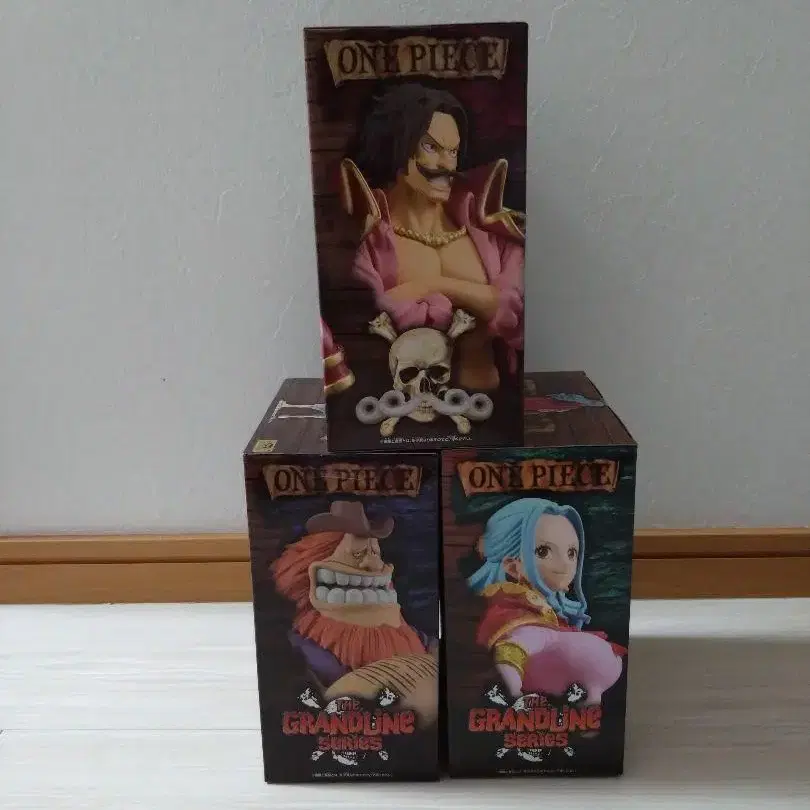 ONE PIECE
ONE PIECE
THE
GRANDLINE
SERIES
ONE PIECE
THE
GRANDLINE
SERIES